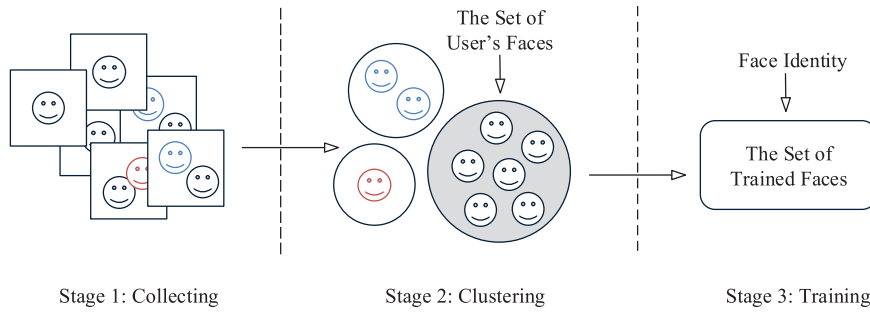 The Set of
User's Faces
Face Identity
The Set of
Trained Faces
Stage 1: Collecting
Stage 2: Clustering
Stage 3: Training